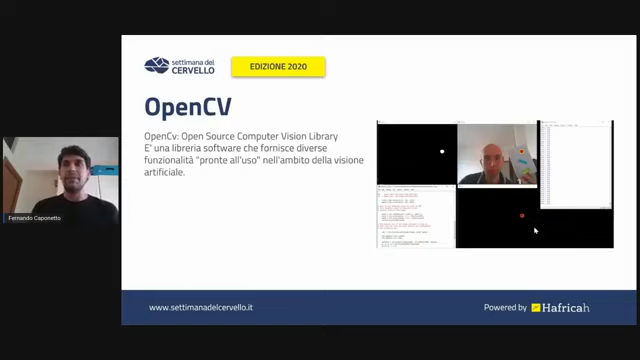 settimana del
CERVELLO
EDIZIONE 2020
OpenCV
OpenCv: Open Source Computer Vision Library
E' una libreria software che fornisce diverse
funzionalità "pronte all'uso" nell'ambito della visione
artificiale.
Fernando Caponetto
www.settimanadelcervello.it
Powered by
Hafricah